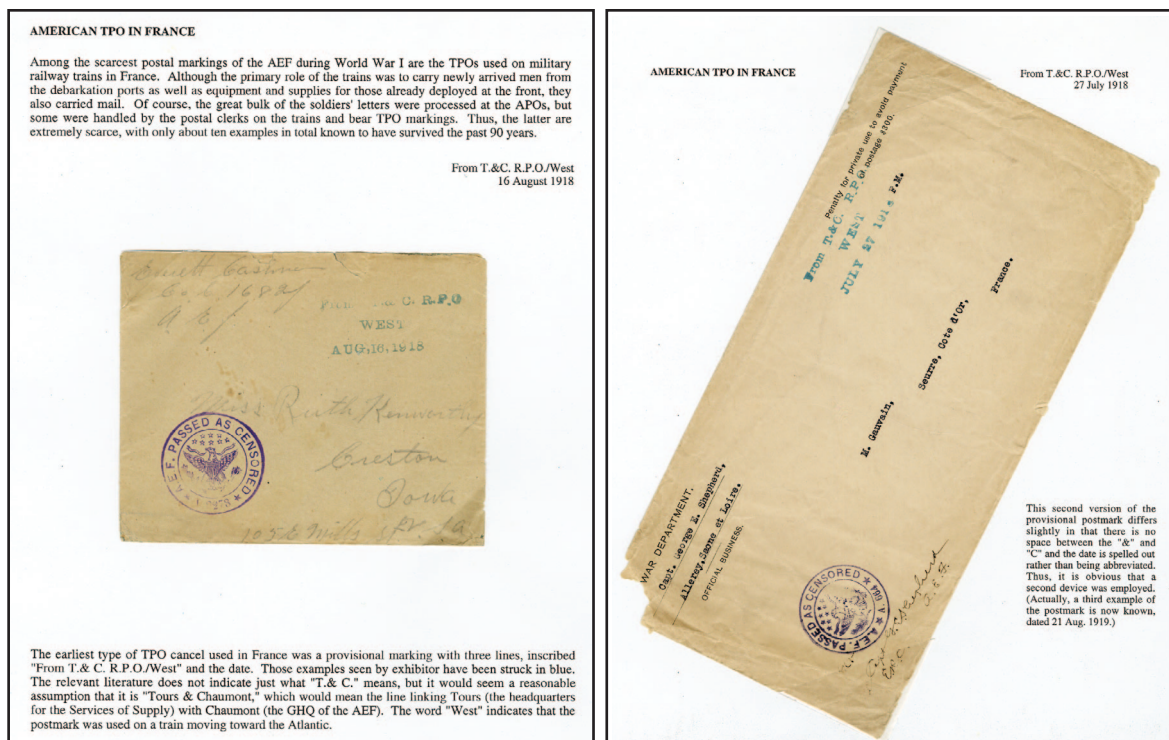 AMERICAN TPO IN FRANCE
Among the scarcest postal markings of the AEF during World War I are the TPOs used on military
railway trains in France. Although the primary role of the trains was to carry newly arrived men from
the debarkation ports as well as equipment and supplies for those already deployed at the front, they
also carried mail. Of course, the great bulk of the soldiers' letters were processed at the APOs, but
some were handled by the postal clerks on the trains and bear TPO markings. Thus, the latter are
extremely scarce, with only about ten examples in total known to have survived the past 90 years.
From T.&C. R.P.O./West
16 August 1918
A E F
C. R.P.O
WEST
AUG,16,1918
Miss Ruth Kenworthy
Creston
Iowa
A.E.F. PASSED AS CENSORED
The earliest type of TPO cancel used in France was a provisional marking with three lines, inscribed
"From T.& C. R.P.O./West" and the date. Those examples seen by exhibitor have been struck in blue.
The relevant literature does not indicate just what "T.& C." means, but it would seem a reasonable
assumption that it is "Tours & Chaumont," which would mean the line linking Tours (the headquarters
for the Services of Supply) with Chaumont (the GHQ of the AEF). The word "West" indicates that the
postmark was used on a train moving toward the Atlantic.
AMERICAN TPO IN FRANCE
From T.&C. R.P.O./West
27 July 1918
Penalty for private use to avoid payment
of postage $300.
From T.&C. R.P.O.
WEST
JULY 27 1918 P.M.
M. Gauvain,
Seurre, Cote d'Or,
France.
WAR DEPARTMENT.
Capt. George E. Shepherd,
Allerey, Saone et Loire,
OFFICIAL BUSINESS.
A.E.F. PASSED AS CENSORED A.664
This second version of the
provisional postmark differs
slightly in that there is no
space between the "&" and
"C" and the date is spelled out
rather than being abbreviated.
Thus, it is obvious that a
second device was employed.
(Actually, a third example of
the postmark is now known,
dated 21 Aug. 1919.)